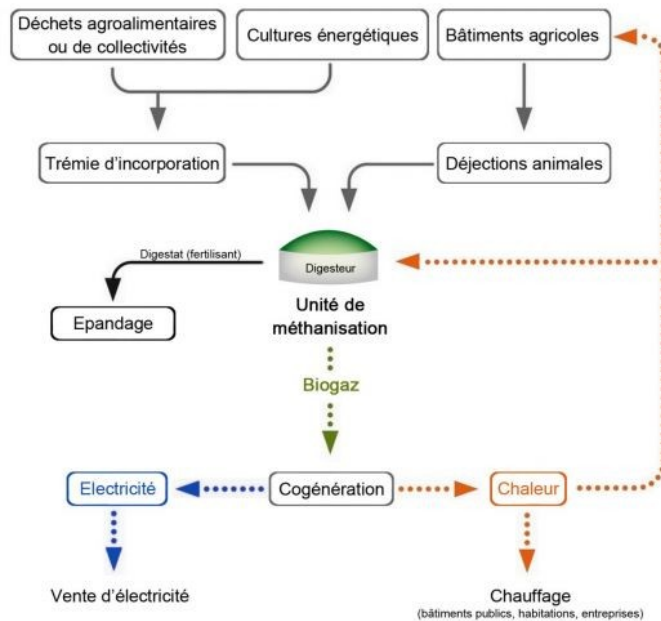 Déchets agroalimentaires
ou de collectivités
Cultures énergétiques
Bâtiments agricoles
Trémie d'incorporation
Déjections animales
Digestat (fertilisant)
Digesteur
Epandage
Unité de
méthanisation
Biogaz
Electricité
Cogénération
Chaleur
Vente d'électricité
Chauffage
(bâtiments publics, habitations, entreprises)